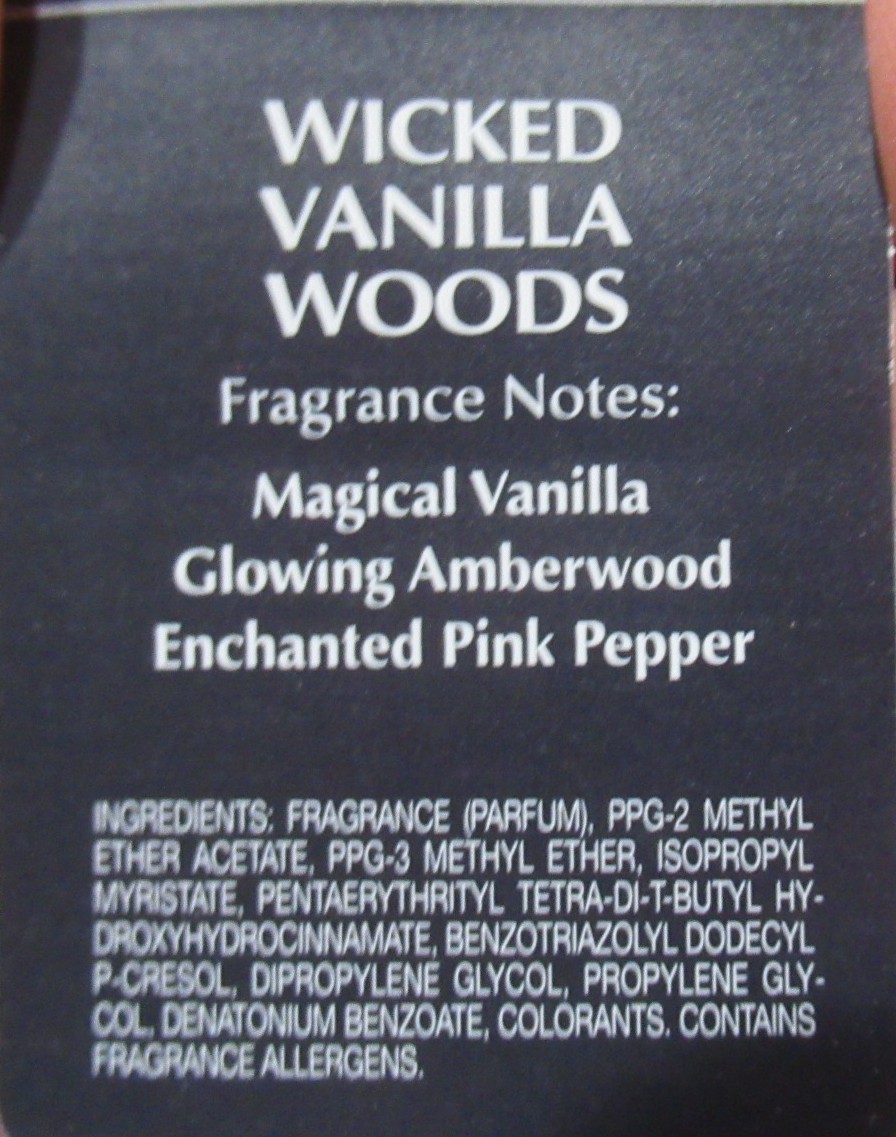 WICKED
VANILLA
WOODS
Fragrance Notes:
Magical Vanilla
Glowing Amberwood
Enchanted Pink Pepper
INGREDIENTS: FRAGRANCE (PARFUM), PPG-2 METHYL
ETHER ACETATE, PPG-3 METHYL ETHER, ISOPROPYL
MYRISTATE, PENTAERYTHRITYL TETRA-DI-T-BUTYL HY-
DROXYHYDROCINNAMATE, BENZOTRIAZOLYL DODECYL
P-CRESOL, DIPROPYLENE GLYCOL, PROPYLENE GLY-
COL, DENATONIUM BENZOATE, COLORANTS. CONTAINS
FRAGRANCE ALLERGENS.